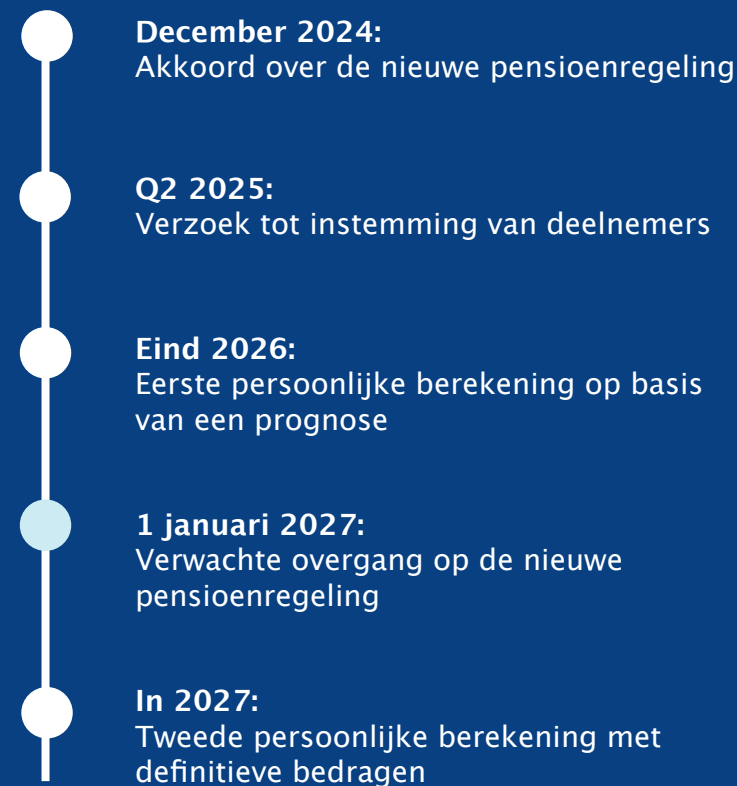 December 2024:
Akkoord over de nieuwe pensioenregeling
Q2 2025:
Verzoek tot instemming van deelnemers
Eind 2026:
Eerste persoonlijke berekening op basis
van een prognose
1 januari 2027:
Verwachte overgang op de nieuwe
pensioenregeling
In 2027:
Tweede persoonlijke berekening met
definitieve bedragen